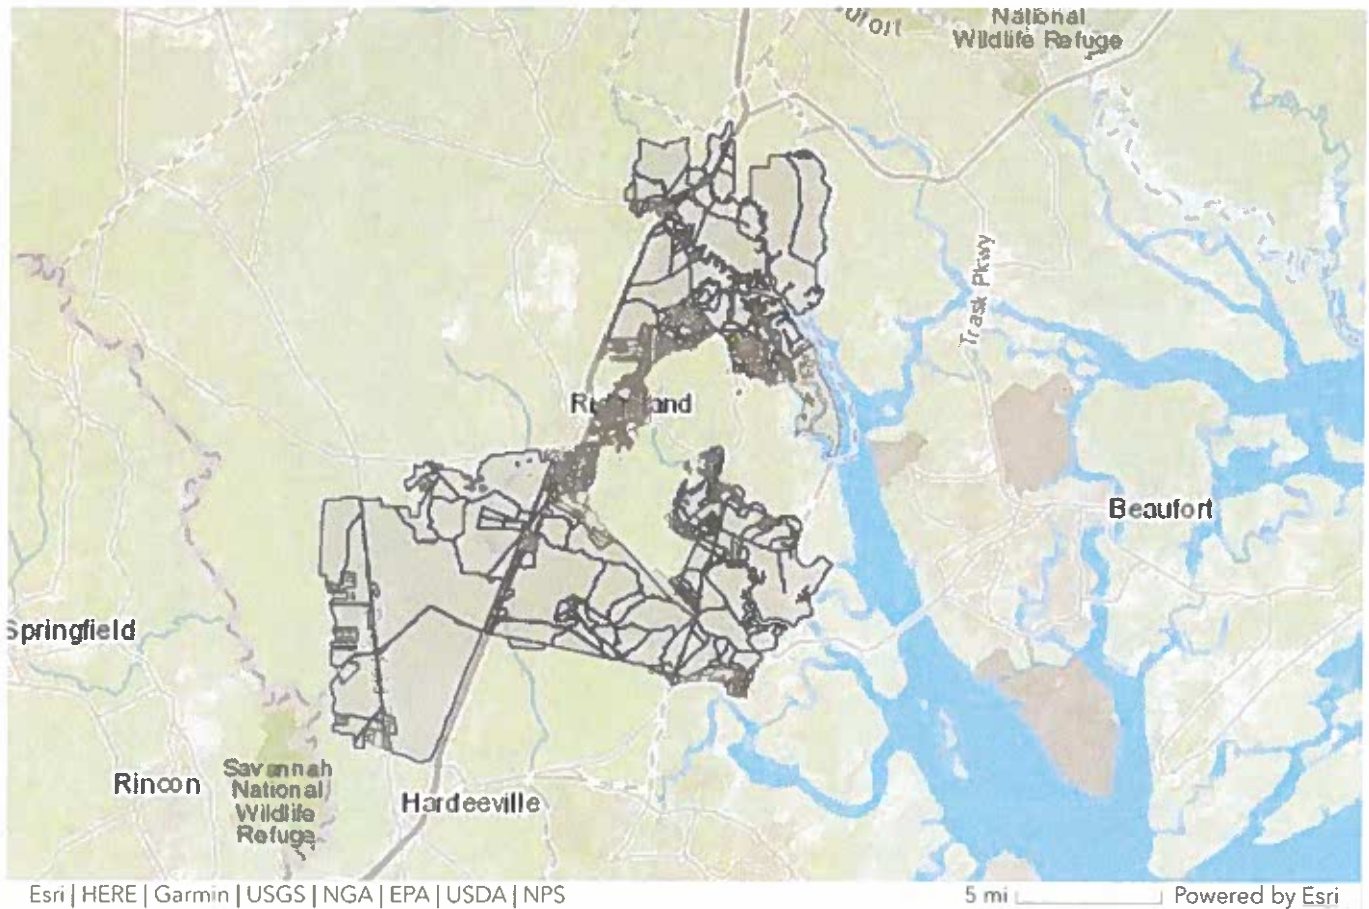 National
Wildlife Refuge
Trask Pkwy
Beaufort
Springfield
Rincon
Savannah
National
Wildlife
Refuge
Hardeeville
Esri | HERE | Garmin | USGS | NGA | EPA | USDA | NPS
5 mi
Powered by Esri